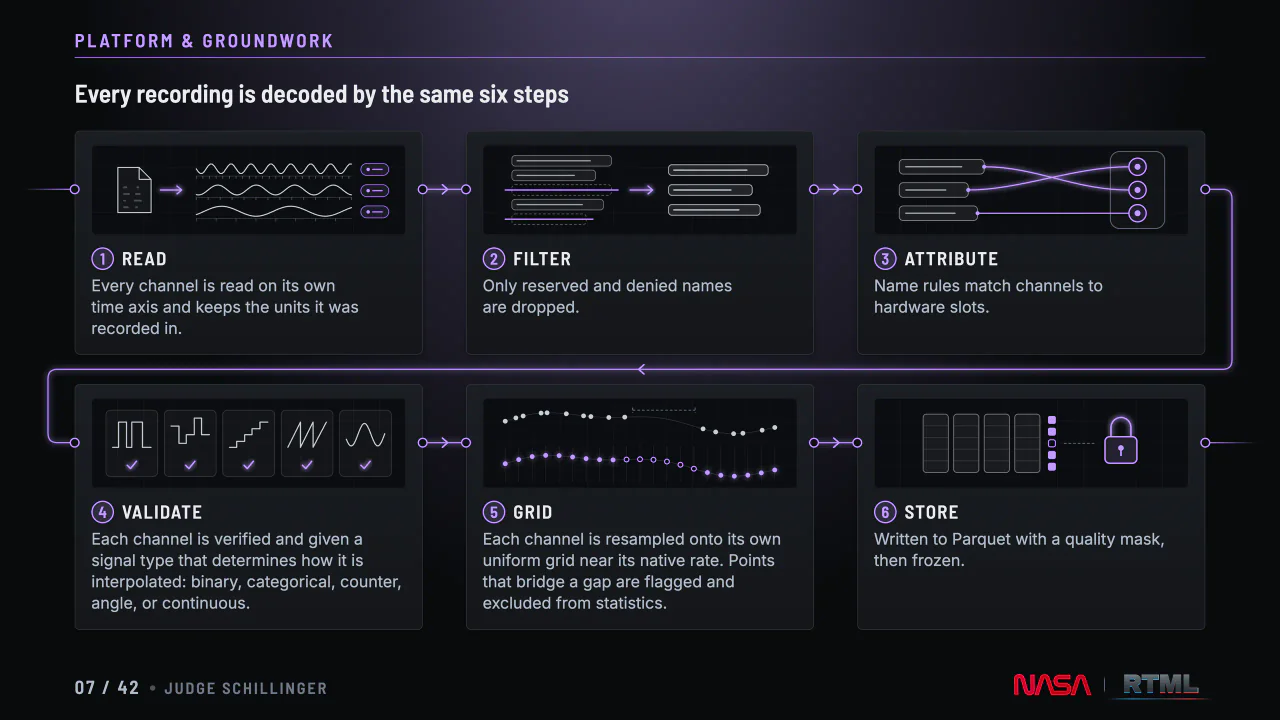 PLATFORM & GROUNDWORK
Every recording is decoded by the same six steps
1 READ
Every channel is read on its own
time axis and keeps the units it was
recorded in.
2 FILTER
Only reserved and denied names
are dropped.
3 ATTRIBUTE
Name rules match channels to
hardware slots.
4 VALIDATE
Each channel is verified and given a
signal type that determines how it is
interpolated: binary, categorical, counter,
angle, or continuous.
5 GRID
Each channel is resampled onto its own
uniform grid near its native rate. Points
that bridge a gap are flagged and
excluded from statistics.
6 STORE
Written to Parquet with a quality mask,
then frozen.
07 / 42 • JUDGE SCHILLINGER
NASA | RTML